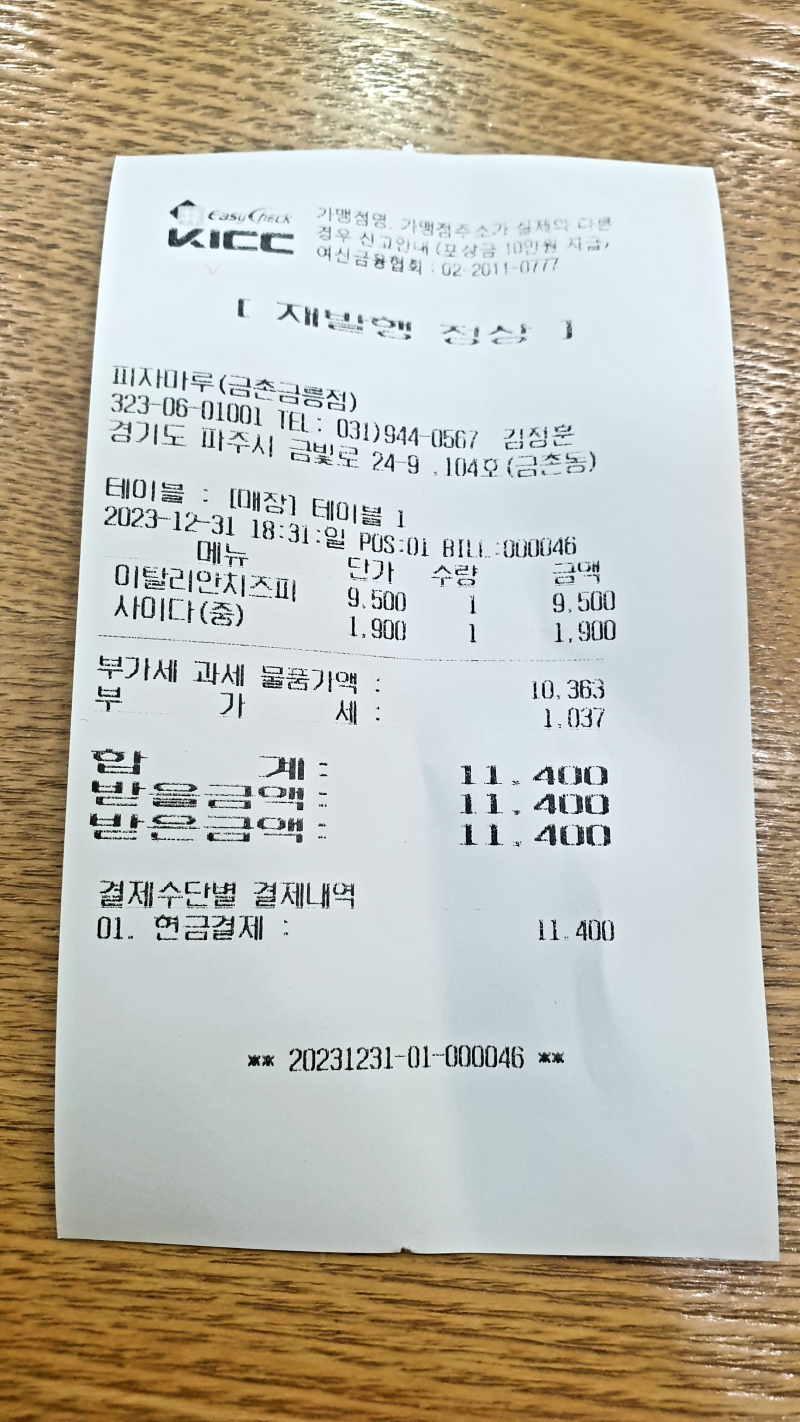 EasyCheck
KICC
가맹점명, 가맹점주소가 실제와 다른
경우 신고안내 (포상금 10만원 지급)
여신금융협회 : 02-2011-0777
[ 재발행 정상 ]
피자마루(금촌금릉점)
323-06-01001 TEL: 031)944-0567 김정훈
경기도 파주시 금빛로 24-9 ,104호(금촌동)
테이블 : [매장] 테이블 1
2023-12-31 18:31:일 POS:01 BILL:000046
메뉴 단가 수량 금액
이탈리안치즈피 9,500 1 9,500
사이다(중) 1,900 1 1,900
부가세 과세 물품가액 : 10,363
부 가 세 : 1,037
합 계 : 11,400
받을금액 : 11,400
받은금액 : 11,400
결제수단별 결제내역
01. 현금결제 : 11,400
** 20231231-01-000046 **